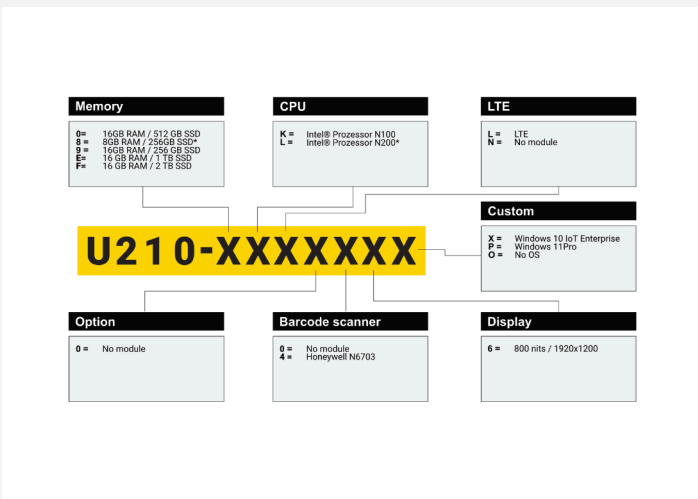 Memory
0= 16GB RAM / 512 GB SSD
8 = 8GB RAM / 256GB SSD*
9 = 16GB RAM / 256 GB SSD
E= 16 GB RAM / 1 TB SSD
F= 16 GB RAM / 2 TB SSD
CPU
K = Intel® Prozessor N100
L = Intel® Prozessor N200*
LTE
L = LTE
N = No module
Custom
X = Windows 10 IoT Enterprise
P = Windows 11Pro
O = No OS
U210-XXXXXXX
Option
0 = No module
Barcode scanner
0 = No module
4 = Honeywell N6703
Display
6 = 800 nits / 1920x1200